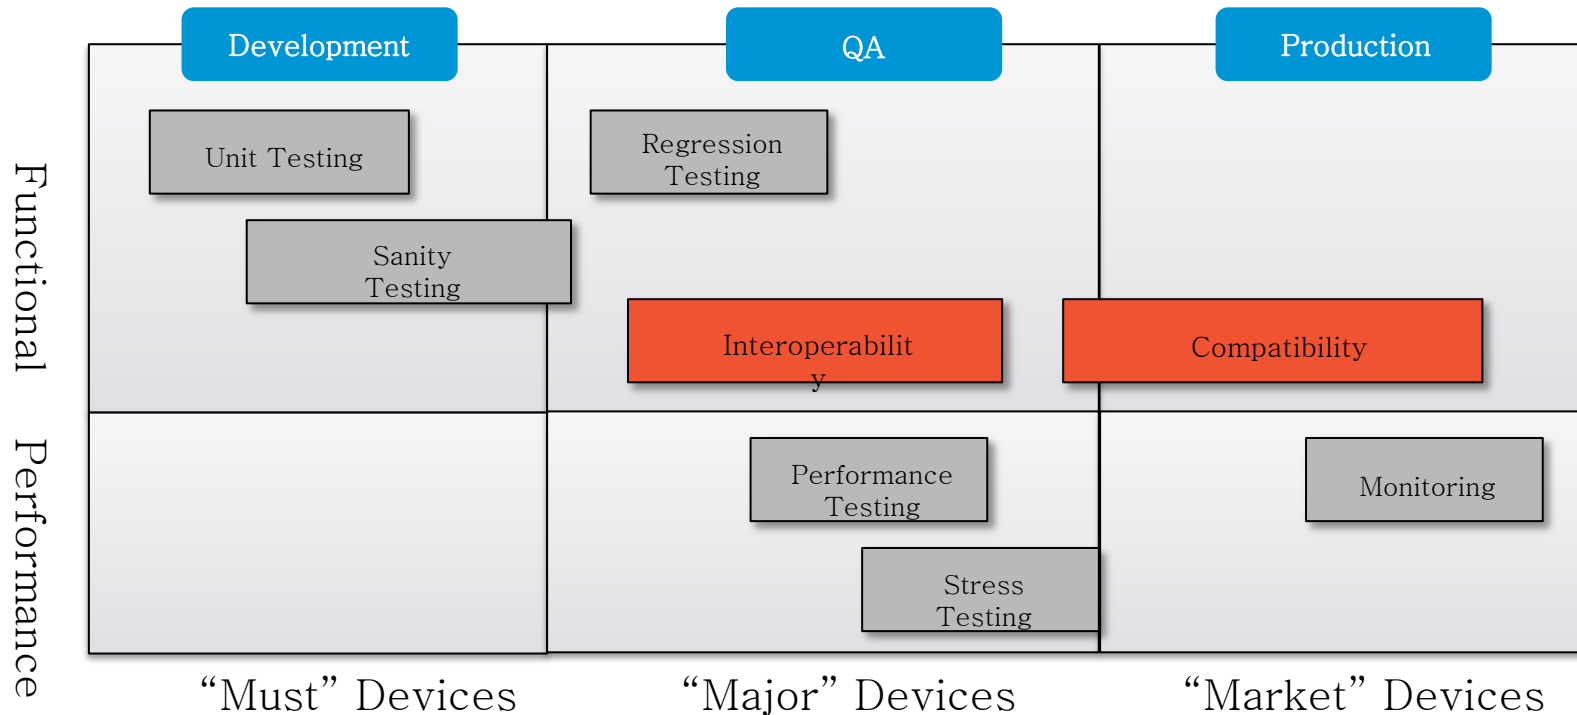 Development
QA
Production
Functional
Unit Testing
Regression
Testing
Sanity
Testing
Interoperabilit
y
Compatibility
Performance
Performance
Testing
Monitoring
Stress
Testing
“Must” Devices
“Major” Devices
“Market” Devices